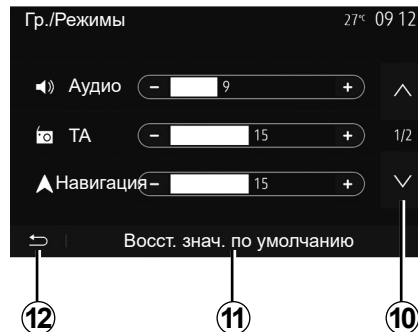 Гр./Режимы 27°C 09 12
Аудио - 9 +
TA - 15 + 1/2
Навигация - 15 +
Восст. знач. по умолчанию
12 11 10